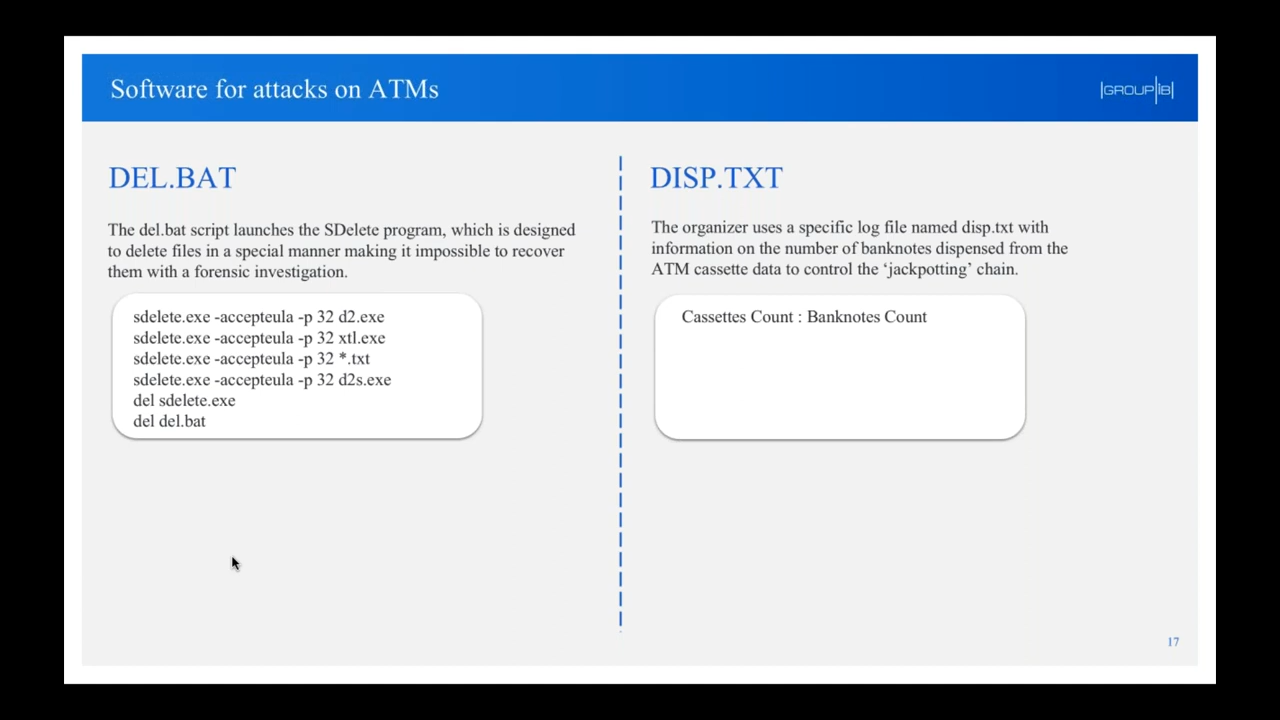 Software for attacks on ATMs
|GROUP|iB|
DEL.BAT
The del.bat script launches the SDelete program, which is designed
to delete files in a special manner making it impossible to recover
them with a forensic investigation.
sdelete.exe -accepteula -p 32 d2.exe
sdelete.exe -accepteula -p 32 xtl.exe
sdelete.exe -accepteula -p 32 *.txt
sdelete.exe -accepteula -p 32 d2s.exe
del sdelete.exe
del del.bat
DISP.TXT
The organizer uses a specific log file named disp.txt with
information on the number of banknotes dispensed from the
ATM cassette data to control the ‘jackpotting’ chain.
Cassettes Count : Banknotes Count
17